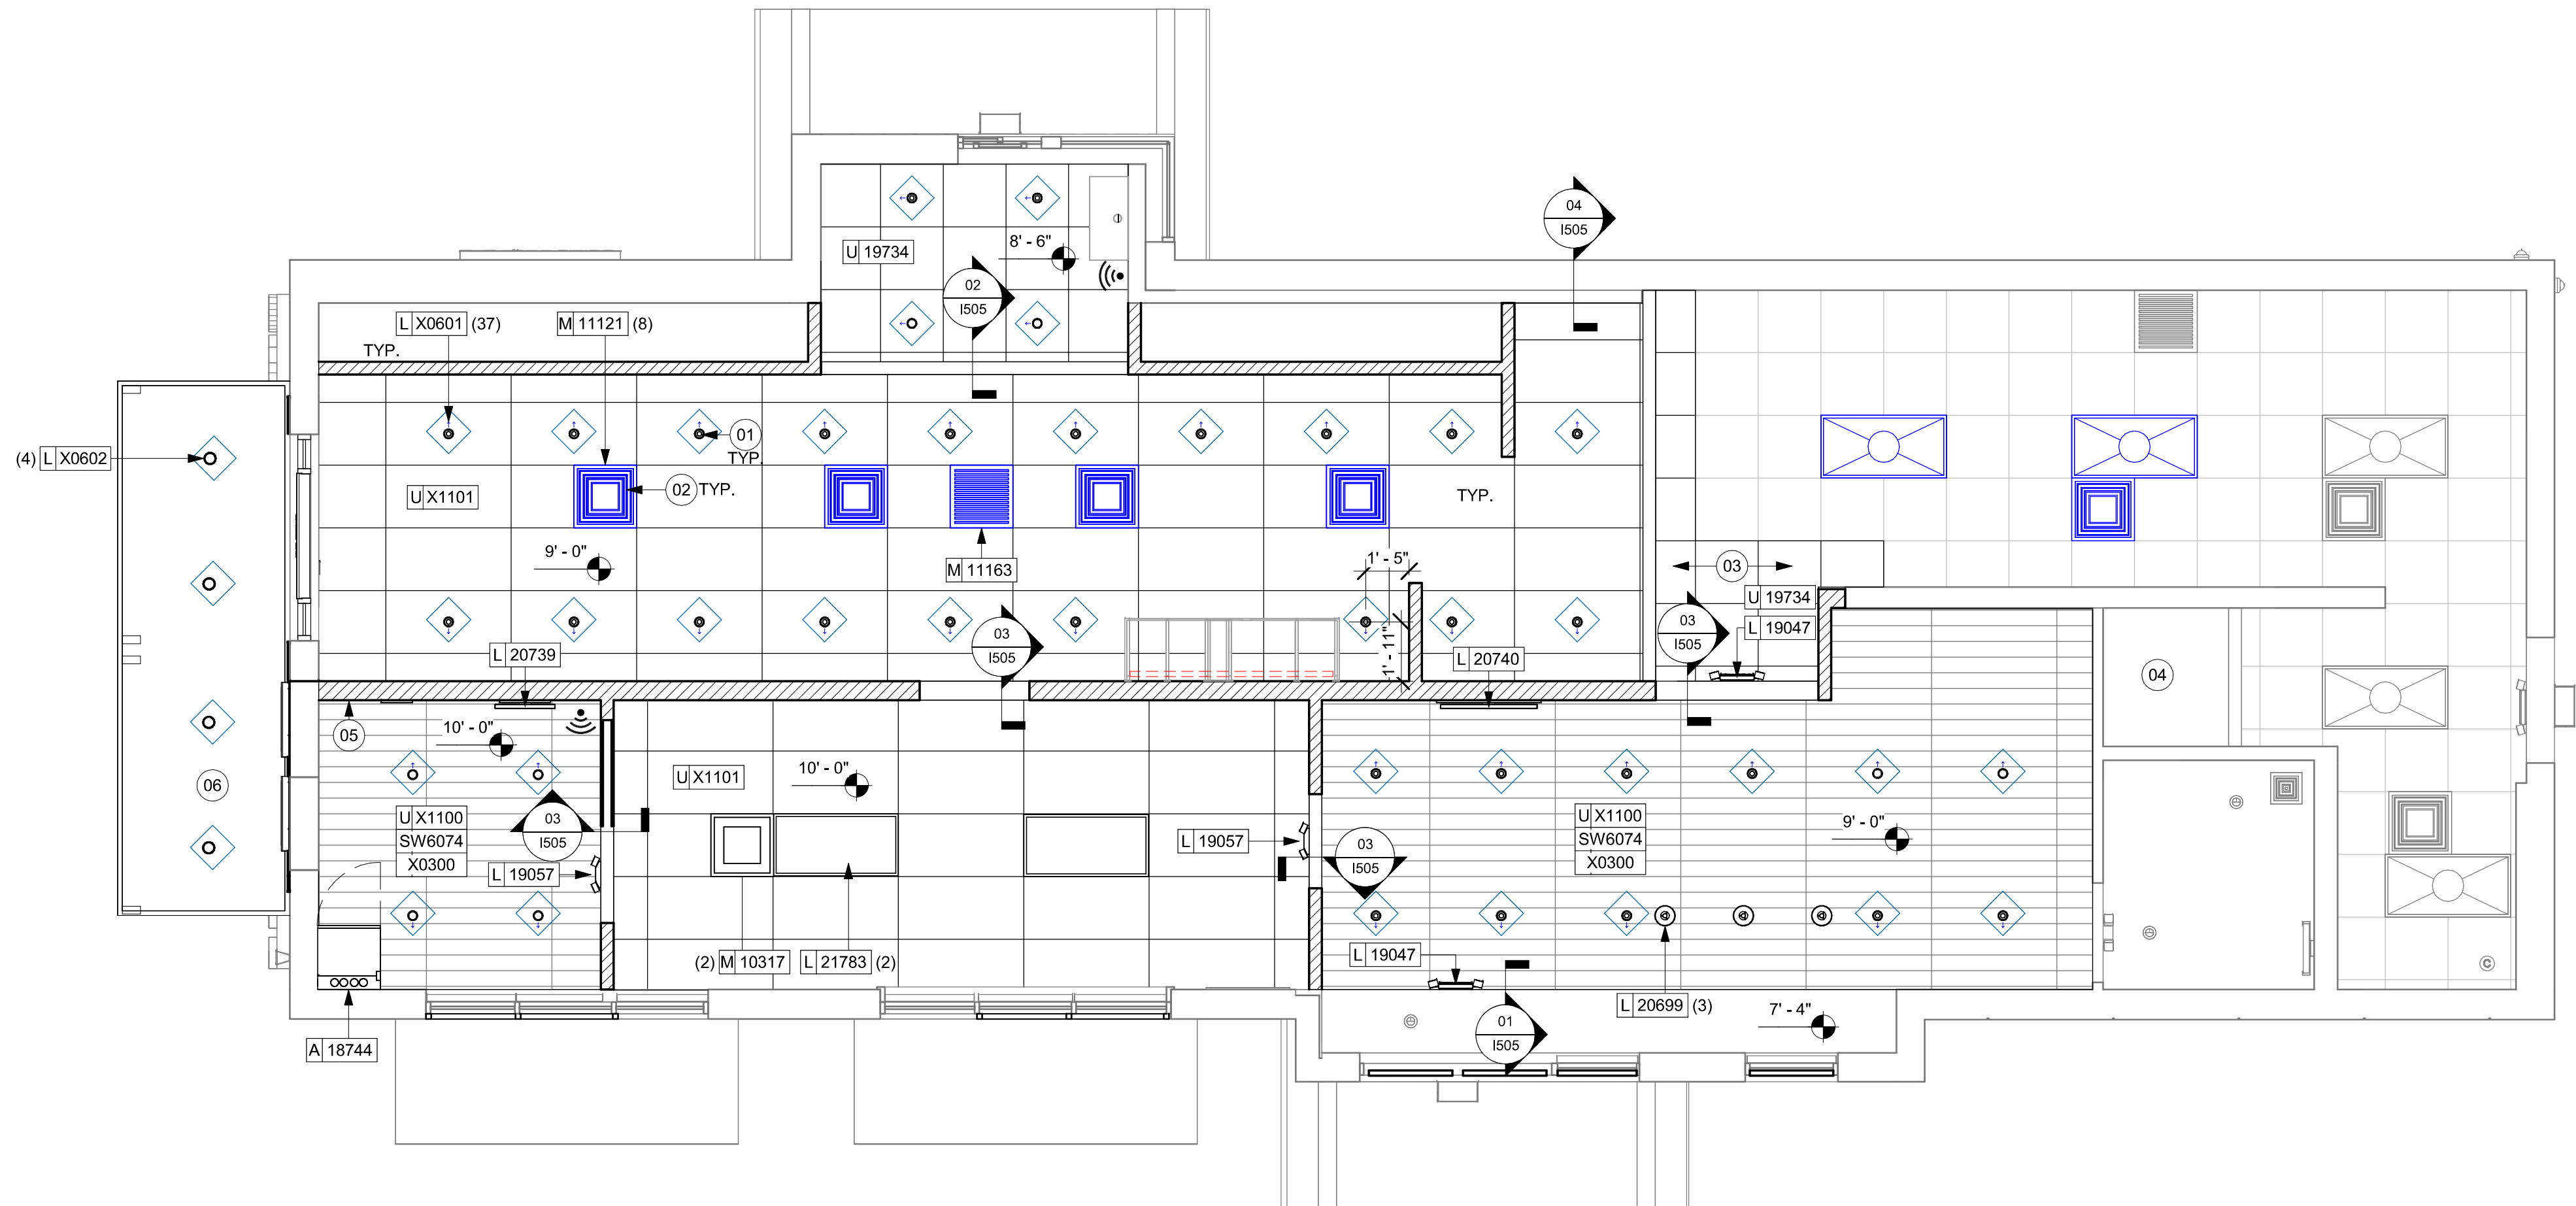 04
I505
U 19734
8' - 6"
02
I505
L X0601 (37)
M 11121 (8)
TYP.
01
TYP.
(4) L X0602
02 TYP.
U X1101
TYP.
9' - 0"
M 11163
1' - 5"
03
U 19734
03
I505
L 19047
03
I505
1' - 11"
L 20739
L 20740
04
05
10' - 0"
06
U X1101
10' - 0"
U X1100
SW6074
X0300
03
I505
L 19057
L 19057
03
I505
U X1100
SW6074
X0300
9' - 0"
(2) M 10317
L 21783 (2)
L 19047
L 20699 (3)
7' - 4"
01
I505
A 18744
C